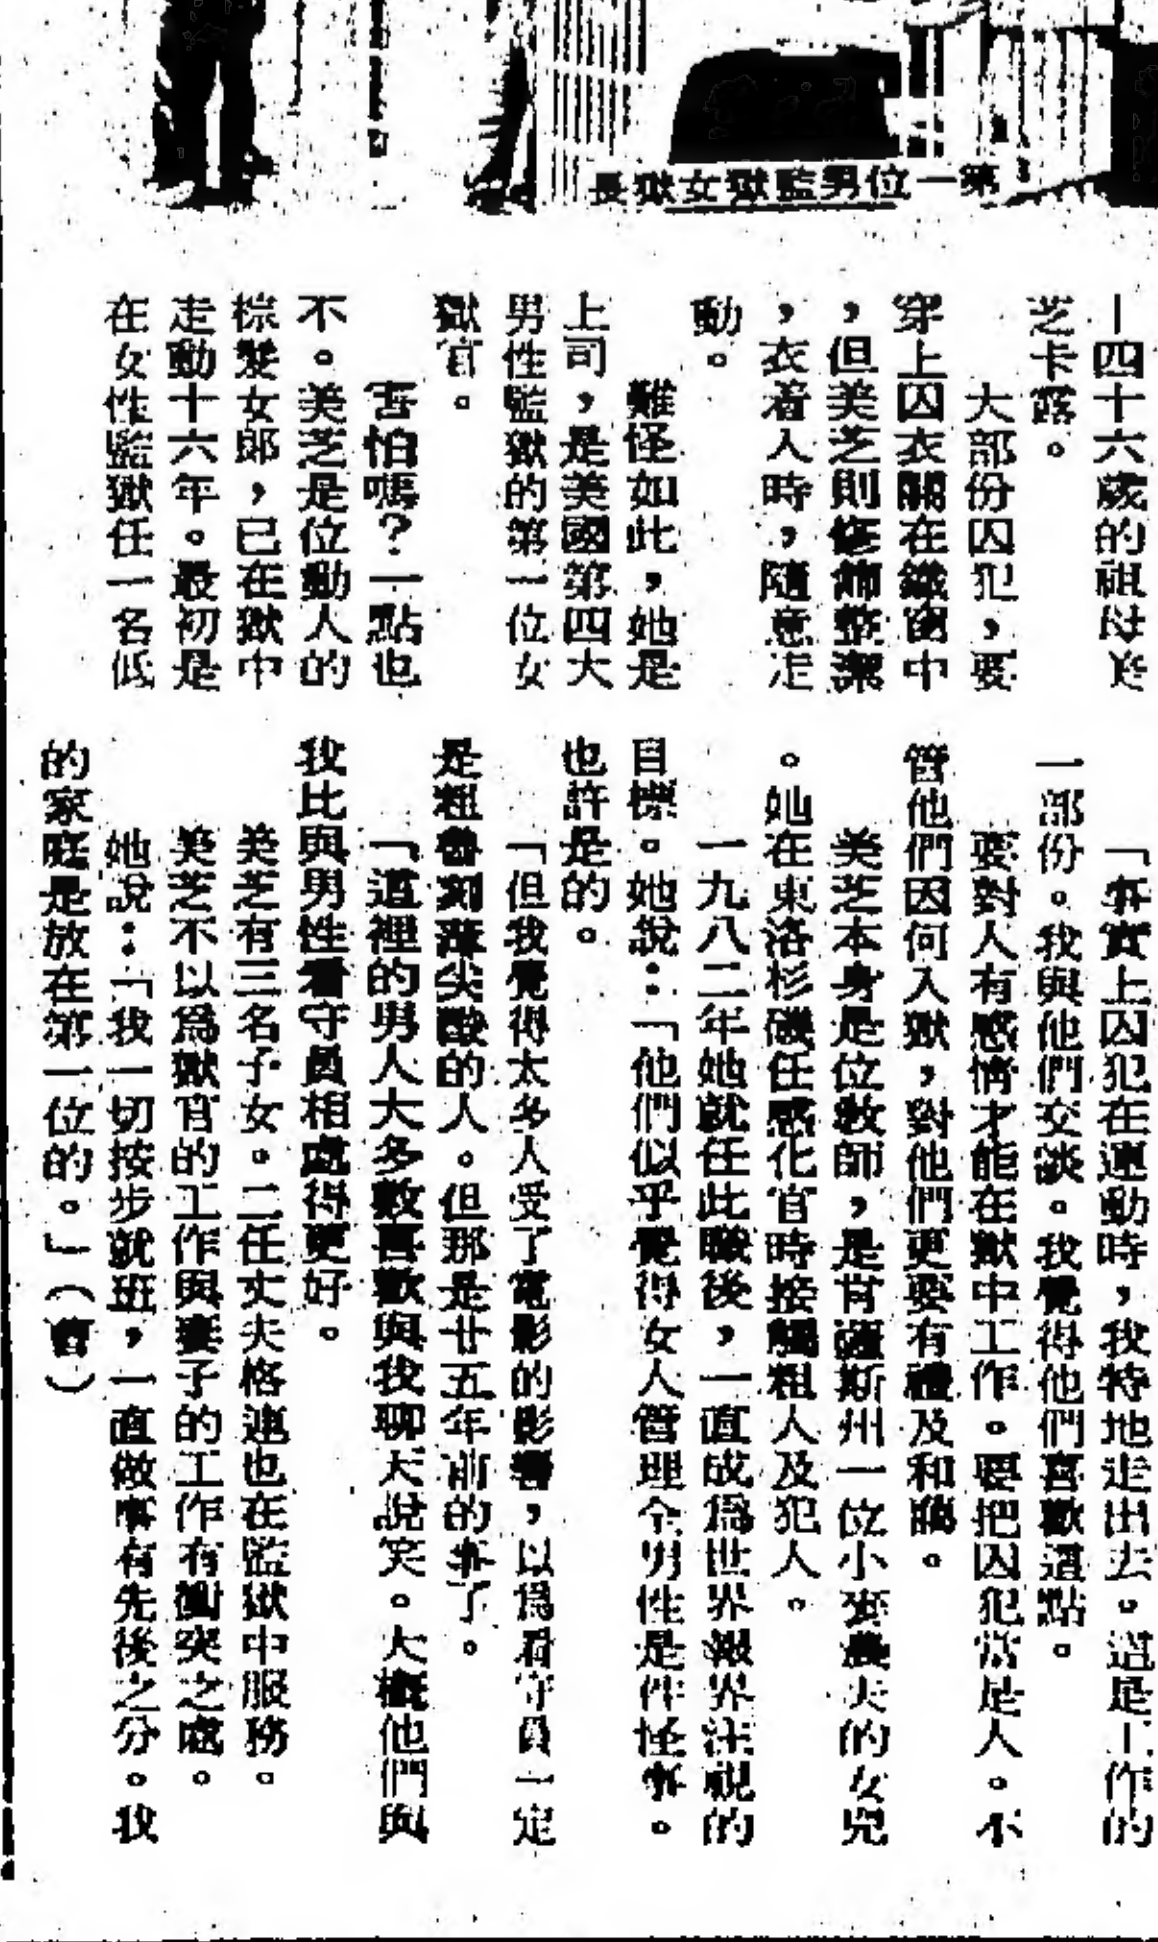 第一位男監獄女獄長
—四十六歲的祖母美
芝卡露。
大部份囚犯,要
穿上囚衣關在鐵窗中
,但美芝則修飾整潔
,衣着入時,隨意走
動。
難怪如此,她是
上司,是美國第四大
男性監獄的第一位女
獄官。
害怕嗎?一點也
不。美芝是位動人的
棕髮女郎,已在獄中
走動十六年。最初是
在女性監獄任一名低
「事實上囚犯在運動時,我特地走出去。這是工作的
一部份。我與他們交談。我覺得他們喜歡這點。
要對人有感情才能在獄中工作。要把囚犯當是人。不
管他們因何入獄,對他們更要有禮及和藹。
美芝本身是位教師,是肯薩斯州一位小麥農夫的女兒
。她在東洛杉磯任感化官時接觸粗人及犯人。
一九八二年她就任此職後,一直成為世界報界注視的
目標。她說:「他們似乎覺得女人管理全男性是件怪事。
也許是的。
「但我覺得太多人受了電影的影響,以為看守員一定
是粗魯刻薄尖酸的人。但那是廿五年前的事了。
「這裡的男人大多數喜歡與我聊天說笑。大概他們與
我比與男性看守員相處得更好。
美芝有三名子女。二任丈夫格連也在監獄中服務。
美芝不以為獄官的工作與妻子的工作有衝突之處。
她說:「我一切按步就班,一直做事有先後之分。我
的家庭是放在第一位的。」(曹)